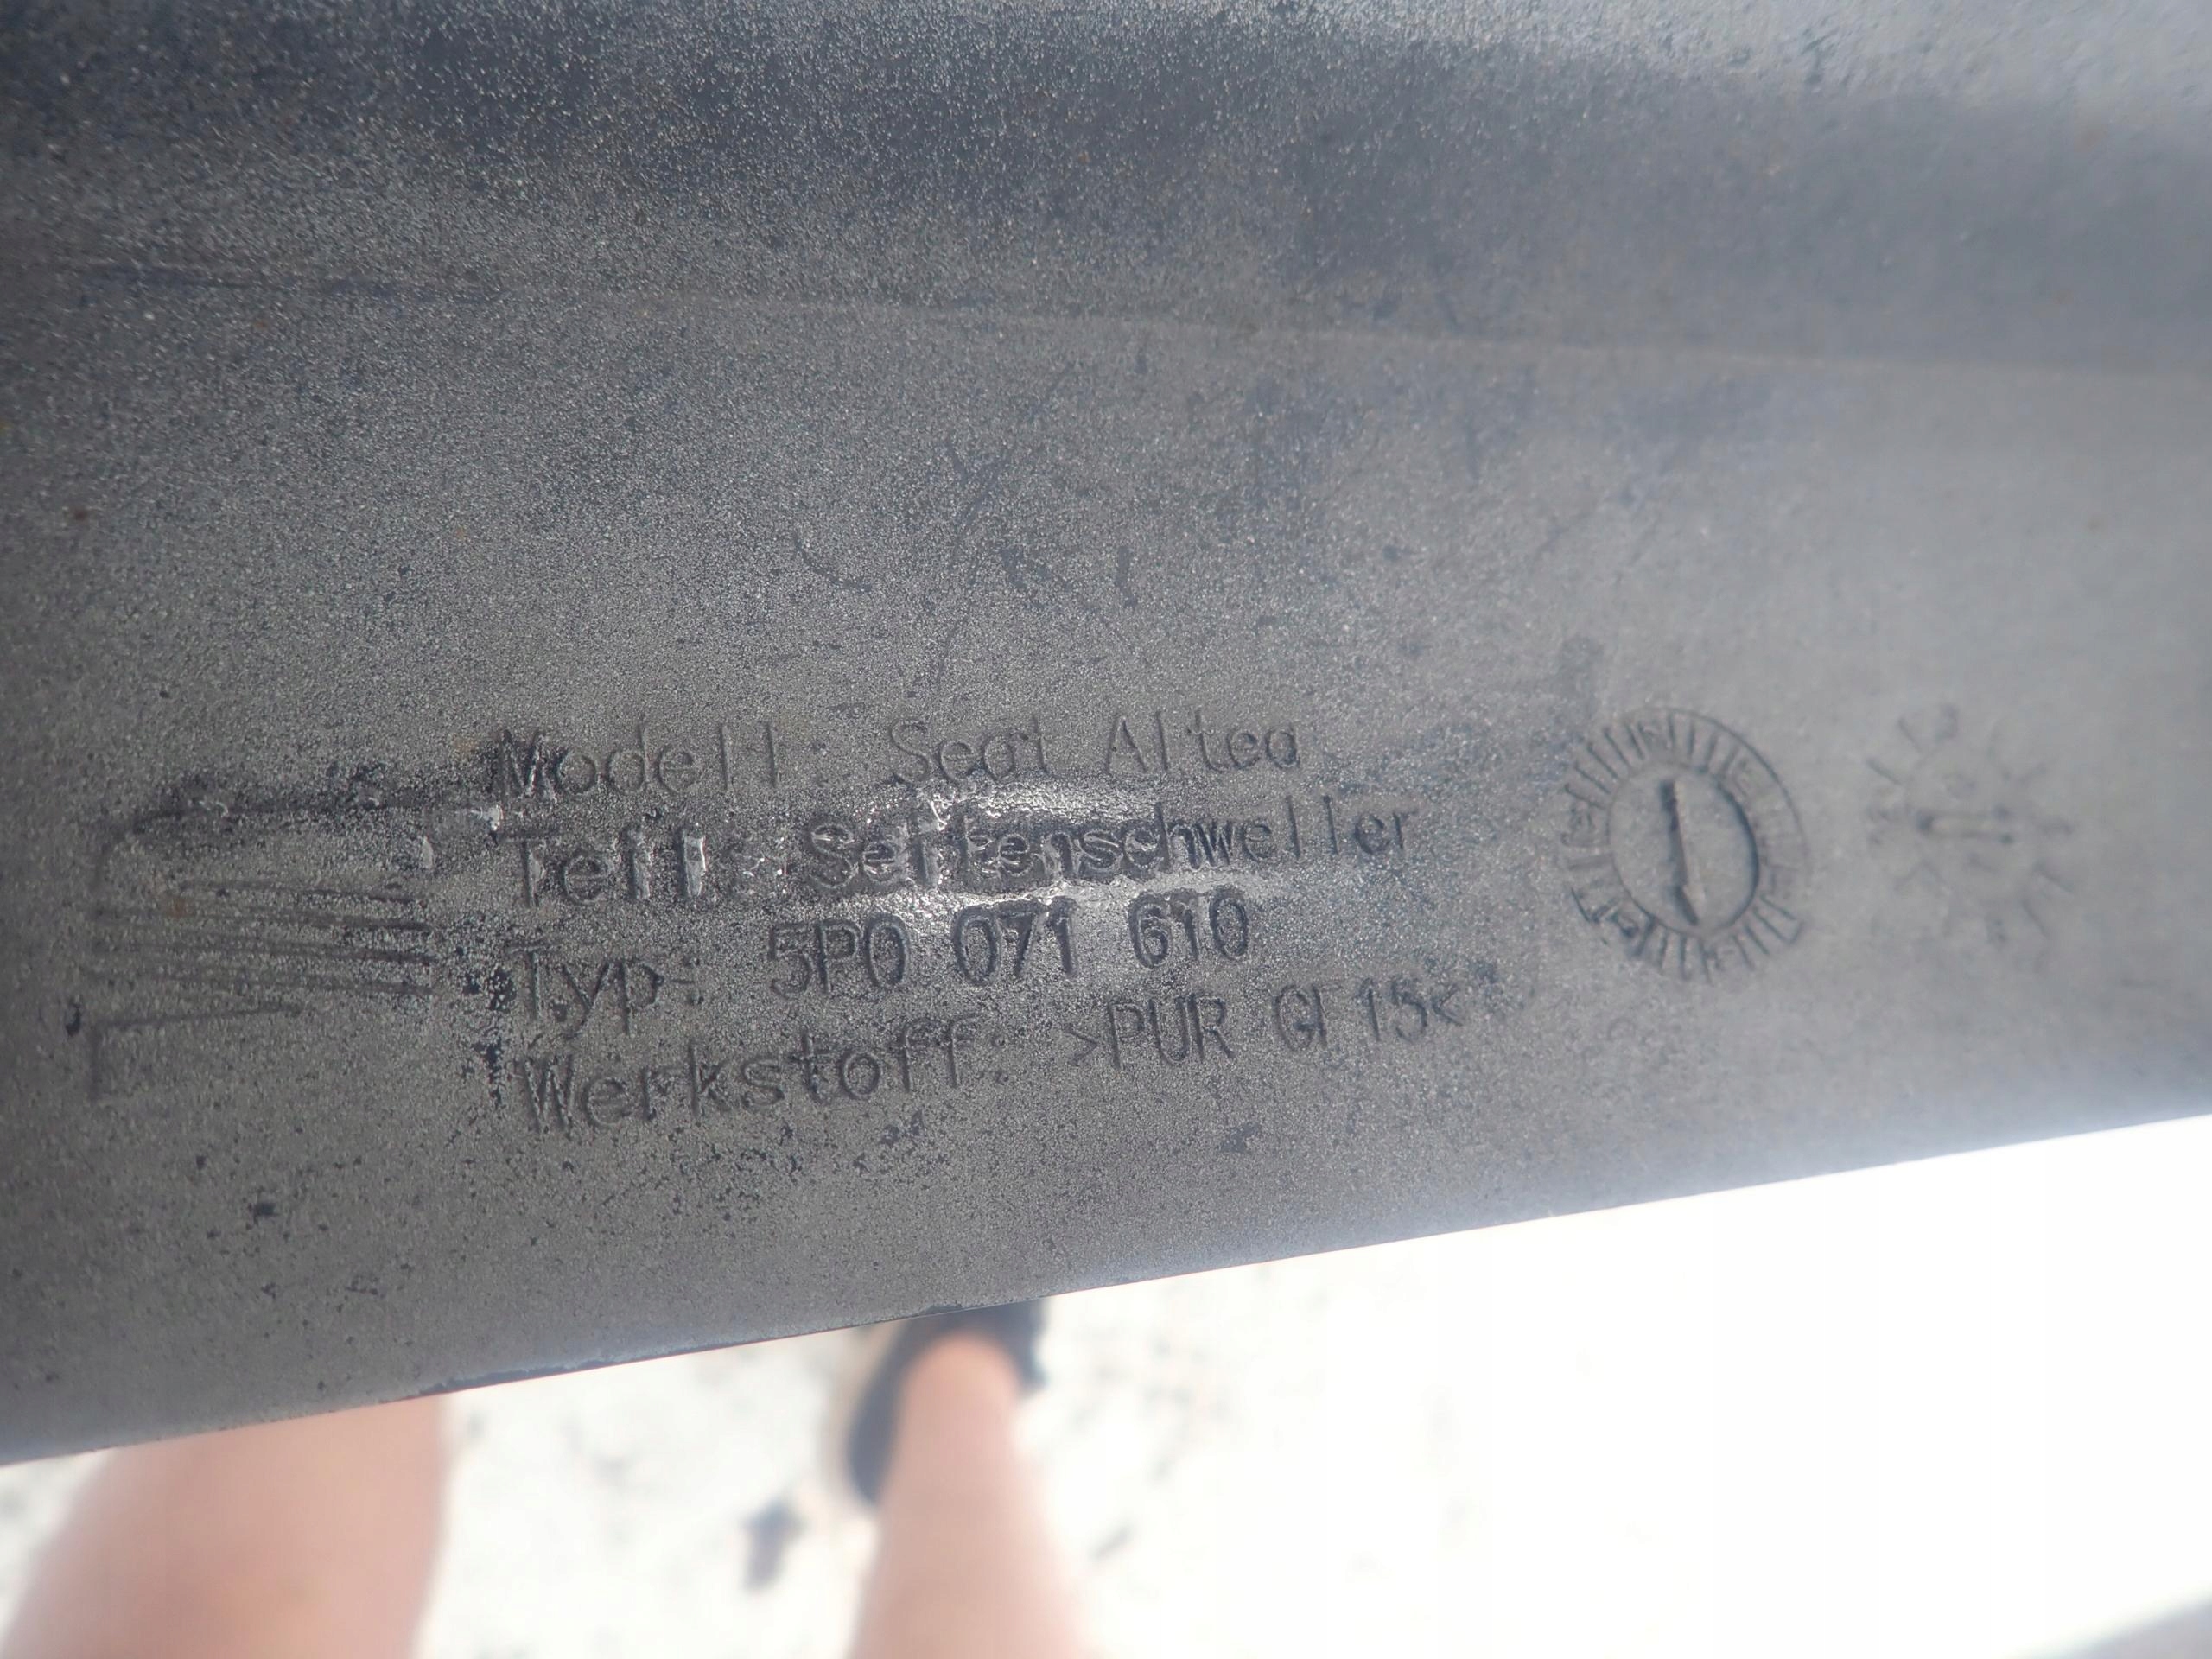 Modell: Seat Altea
Teil: Seitenschweller
Typ: 5P0 071 610
Werkstoff: >PUR GF15<